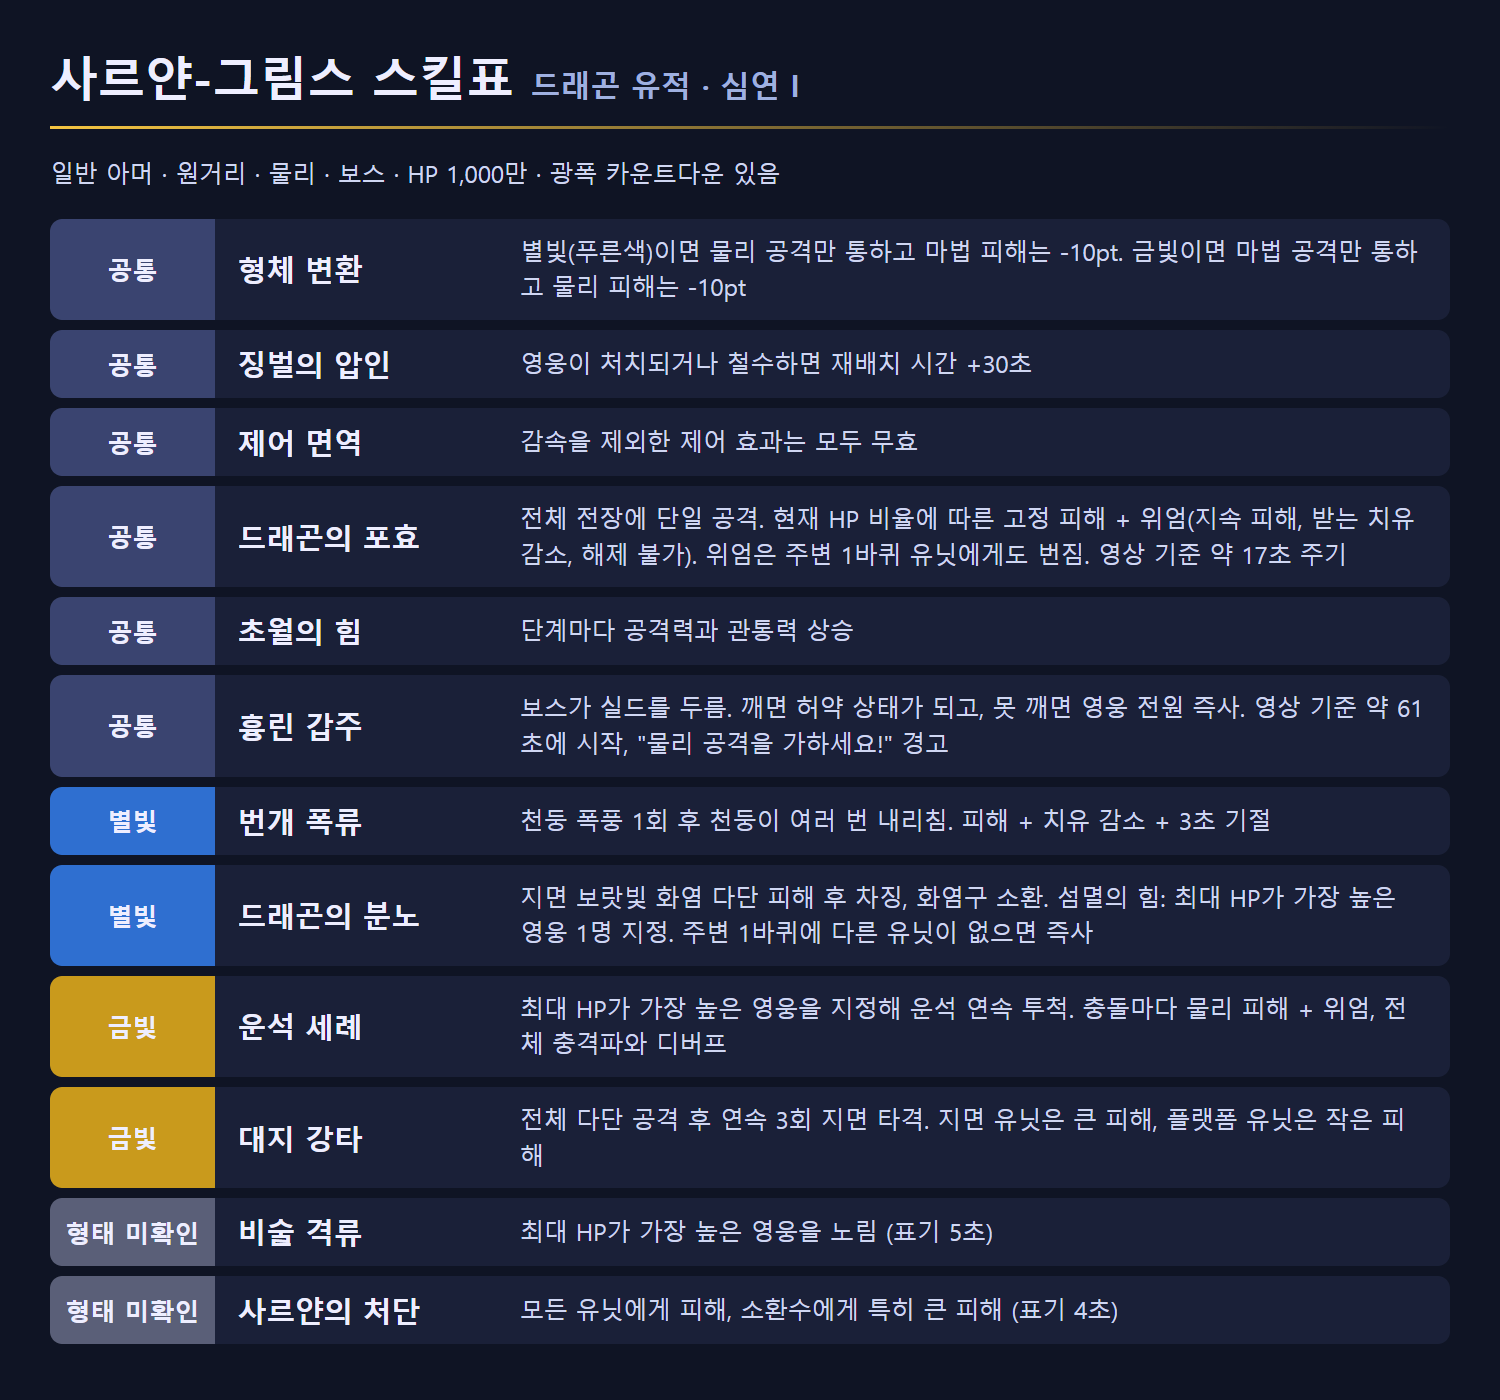 사르얀-그림스 스킬표 드래곤 유적 · 심연 I
일반 아머 · 원거리 · 물리 · 보스 · HP 1,000만 · 광폭 카운트다운 있음
공통 형체 변환 별빛(푸른색)이면 물리 공격만 통하고 마법 피해는 -10pt. 금빛이면 마법 공격만 통하
고 물리 피해는 -10pt
공통 징벌의 압인 영웅이 처치되거나 철수하면 재배치 시간 +30초
공통 제어 면역 감속을 제외한 제어 효과는 모두 무효
공통 드래곤의 포효 전체 전장에 단일 공격. 현재 HP 비율에 따른 고정 피해 + 위엄(지속 피해, 받는 치유
감소, 해제 불가). 위엄은 주변 1바퀴 유닛에게도 번짐. 영상 기준 약 17초 주기
공통 초월의 힘 단계마다 공격력과 관통력 상승
공통 흉린 갑주 보스가 실드를 두름. 깨면 허약 상태가 되고, 못 깨면 영웅 전원 즉사. 영상 기준 약 61
초에 시작, "물리 공격을 가하세요!" 경고
별빛 번개 폭류 천둥 폭풍 1회 후 천둥이 여러 번 내리침. 피해 + 치유 감소 + 3초 기절
별빛 드래곤의 분노 지면 보랏빛 화염 다단 피해 후 차징, 화염구 소환. 섬멸의 힘: 최대 HP가 가장 높은
영웅 1명 지정. 주변 1바퀴에 다른 유닛이 없으면 즉사
금빛 운석 세례 최대 HP가 가장 높은 영웅을 지정해 운석 연속 투척. 충돌마다 물리 피해 + 위엄, 전
체 충격파와 디버프
금빛 대지 강타 전체 다단 공격 후 연속 3회 지면 타격. 지면 유닛은 큰 피해, 플랫폼 유닛은 작은 피
해
형태 미확인 비술 격류 최대 HP가 가장 높은 영웅을 노림 (표기 5초)
형태 미확인 사르얀의 처단 모든 유닛에게 피해, 소환수에게 특히 큰 피해 (표기 4초)